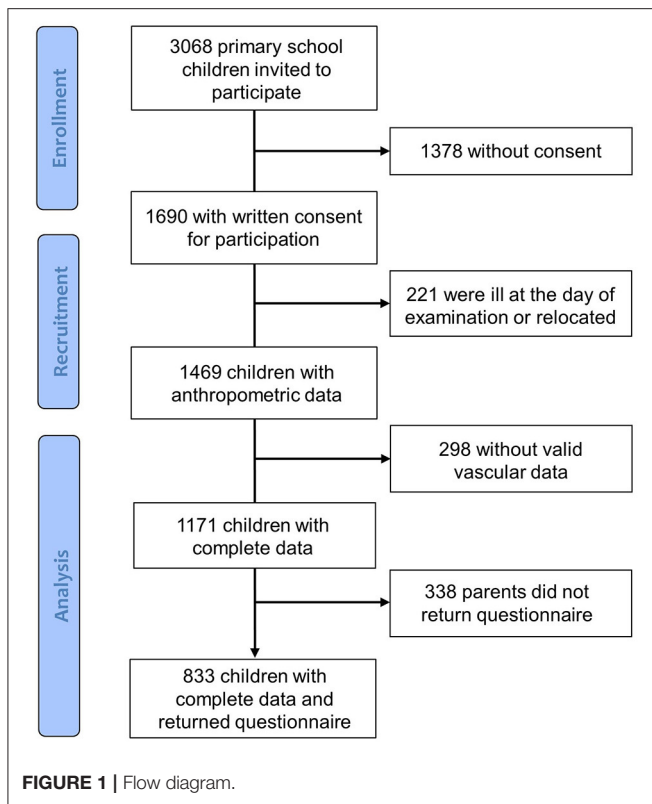 Enrollment
3068 primary school
children invited to
participate
1378 without consent
1690 with written consent
for participation
Recruitment
221 were ill at the day of
examination or relocated
1469 children with
anthropometric data
298 without valid
vascular data
Analysis
1171 children with
complete data
338 parents did not
return questionnaire
833 children with
complete data and
returned questionnaire
FIGURE 1 | Flow diagram.